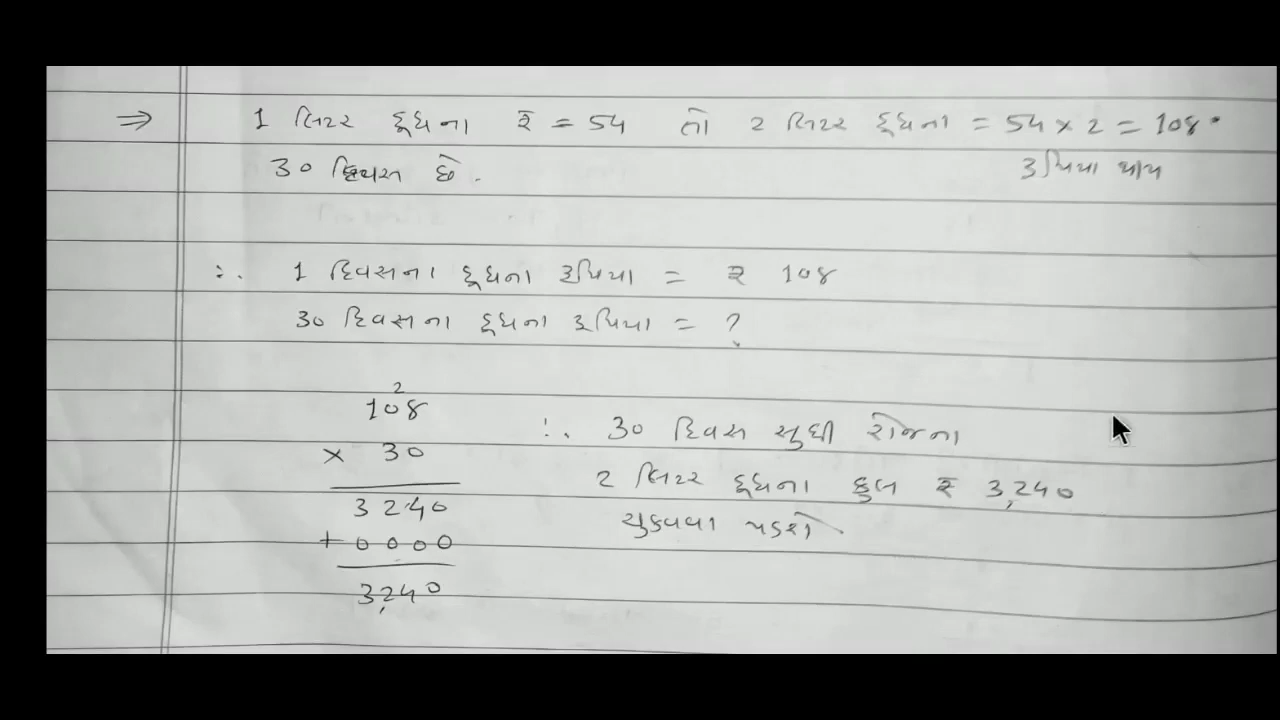 ⇒ 1 લિટર દૂધના ₹ = 54 તો 2 લિટર દૂધના = 54 x 2 = 108
30 દિવસ છે. રૂપિયા થાય
∴ 1 દિવસના દૂધના રૂપિયા = ₹ 108
30 દિવસના દૂધના રૂપિયા = ?
2
108
x 30
3240
+ 0000
3,240
∴ 30 દિવસ સુધી રોજના
2 લિટર દૂધના કુલ ₹ 3,240
ચુકવવા પડશે